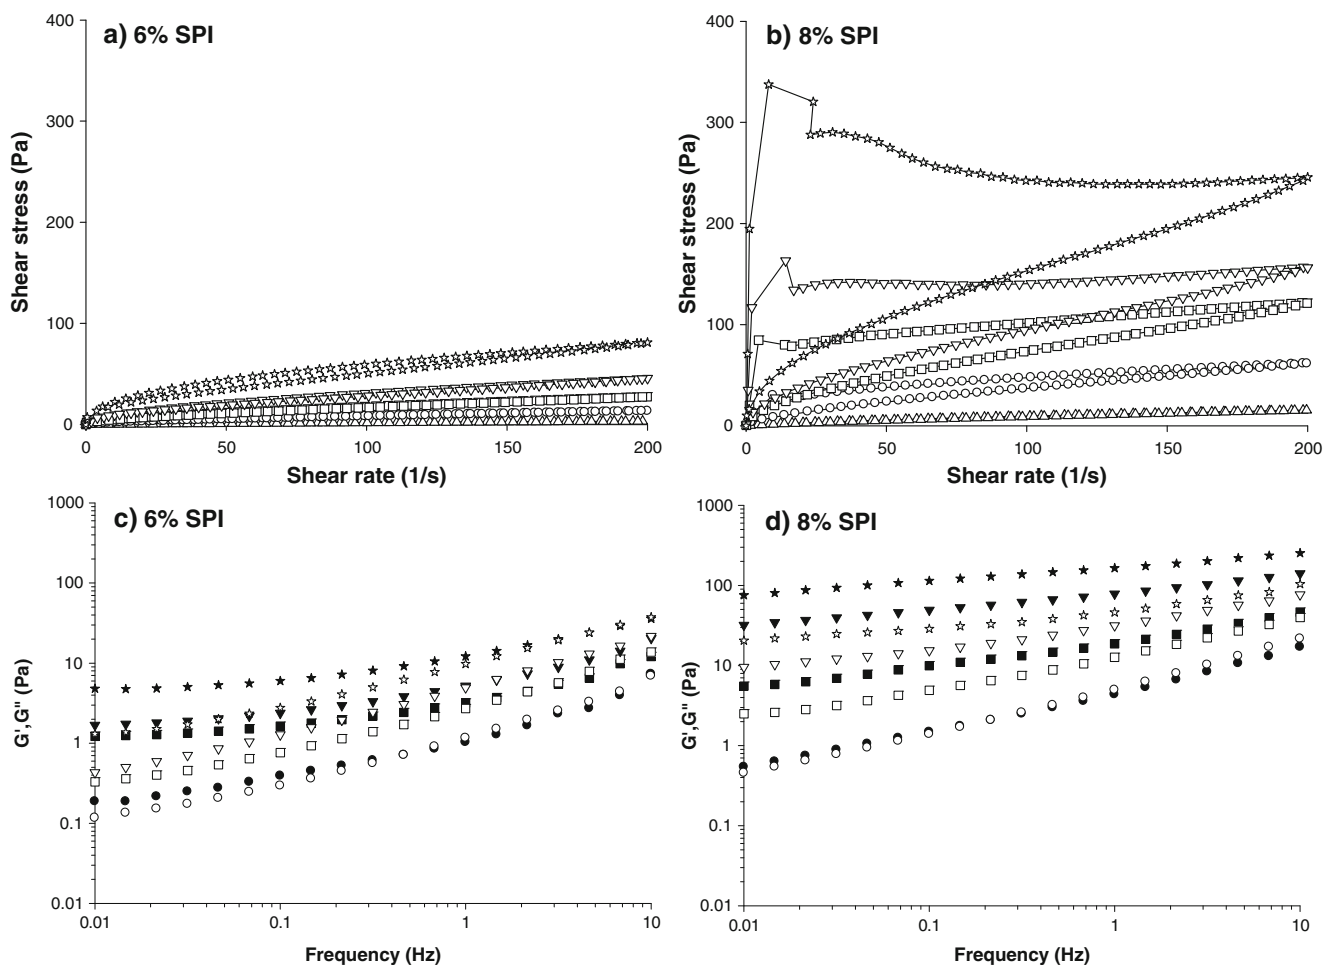 a) 6% SPI
400
300
200
100
0
Shear stress (Pa)
0 50 100 150 200
Shear rate (1/s)
b) 8% SPI
400
300
200
100
0
Shear stress (Pa)
0 50 100 150 200
Shear rate (1/s)
c) 6% SPI
1000
100
10
1
0.1
0.01
G',G" (Pa)
0.01 0.1 1 10
Frequency (Hz)
d) 8% SPI
1000
100
10
1
0.1
0.01
G',G" (Pa)
0.01 0.1 1 10
Frequency (Hz)